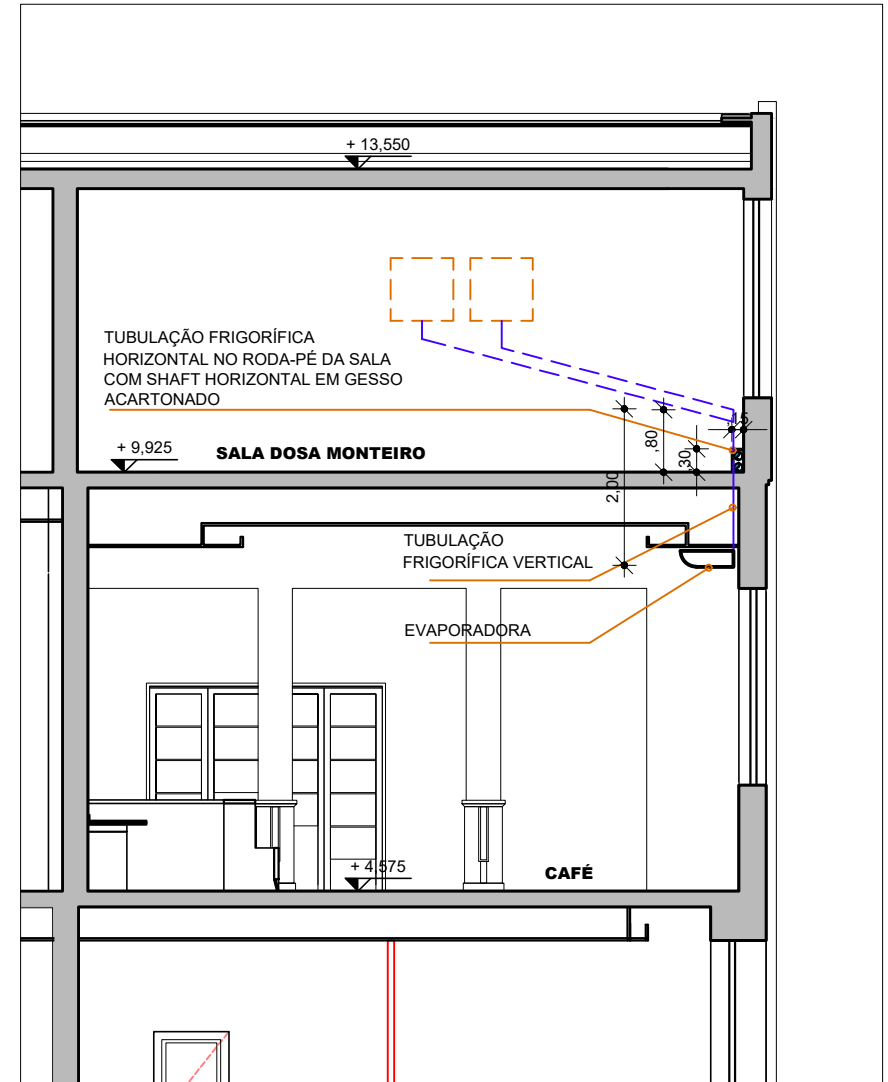 + 13,550
TUBULAÇÃO FRIGORÍFICA
HORIZONTAL NO RODA-PÉ DA SALA
COM SHAFT HORIZONTAL EM GESSO
ACARTONADO
+ 9,925
SALA DOSA MONTEIRO
2,00
,80
,30
TUBULAÇÃO
FRIGORÍFICA VERTICAL
EVAPORADORA
+ 4,575
CAFÉ